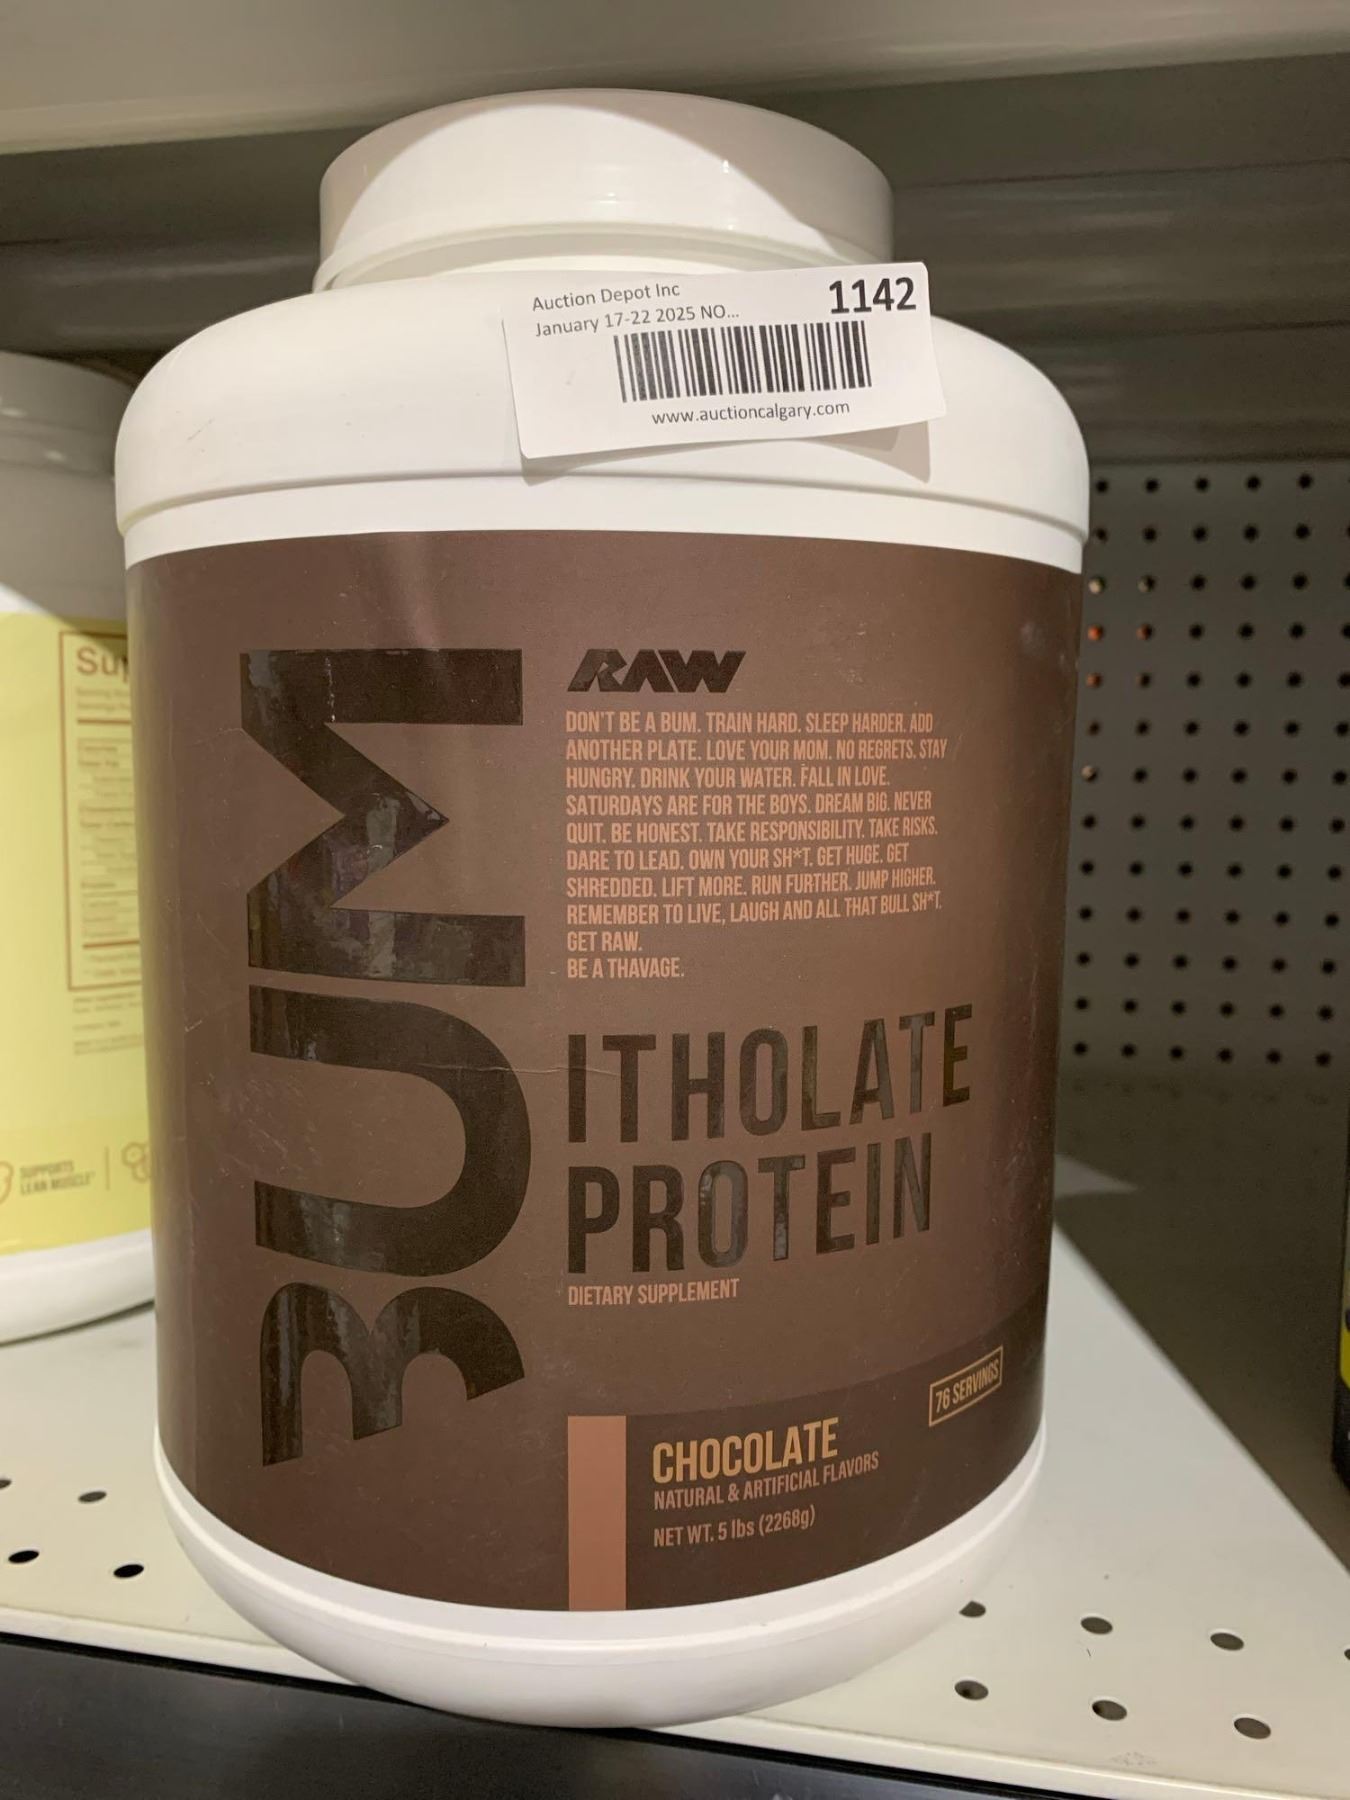 Auction Depot Inc
1142
January 17-22 2025 NO...
www.auctioncalgary.com
BUM
RAW
DON'T BE A BUM. TRAIN HARD. SLEEP HARDER. ADD
ANOTHER PLATE. LOVE YOUR MOM. NO REGRETS. STAY
HUNGRY. DRINK YOUR WATER. FALL IN LOVE.
SATURDAYS ARE FOR THE BOYS. DREAM BIG. NEVER
QUIT. BE HONEST. TAKE RESPONSIBILITY. TAKE RISKS.
DARE TO LEAD. OWN YOUR SH*T. GET HUGE. GET
SHREDDED. LIFT MORE. RUN FURTHER. JUMP HIGHER.
REMEMBER TO LIVE, LAUGH AND ALL THAT BULL SH*T.
GET RAW.
BE A THAVAGE.
ITHOLATE
PROTEIN
DIETARY SUPPLEMENT
76 SERVINGS
CHOCOLATE
NATURAL & ARTIFICIAL FLAVORS
NET WT. 5 lbs (2268g)
SUPPORTS
LEAN MUSCLE*